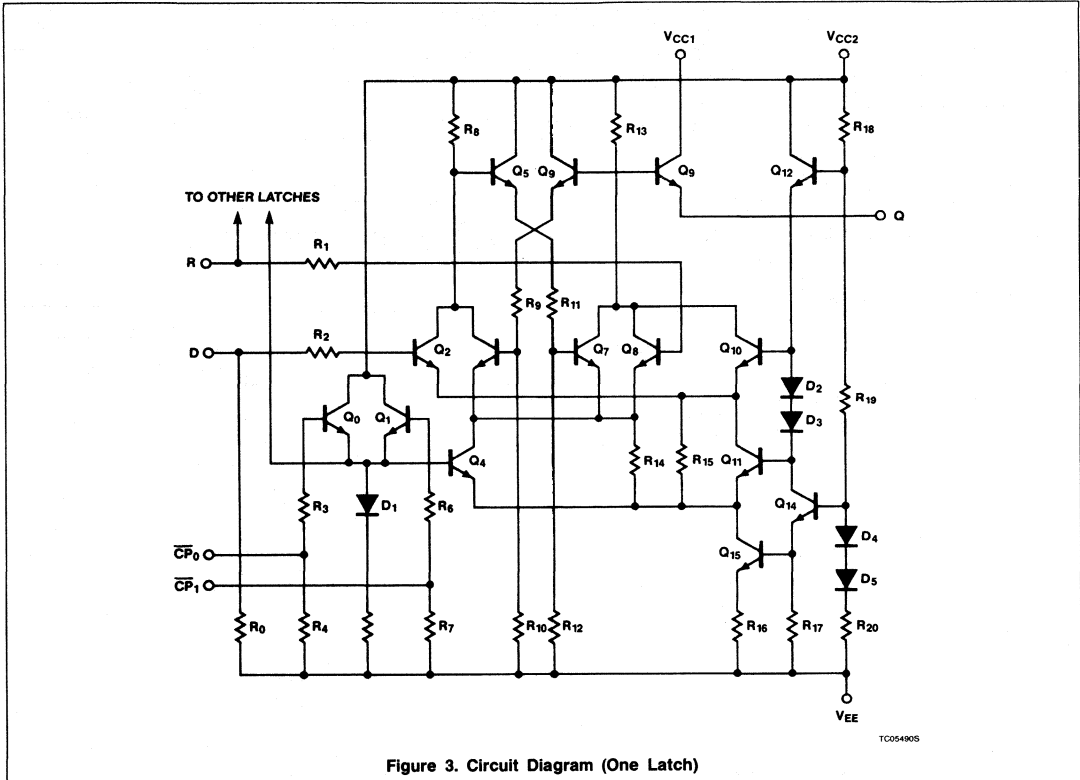 VCC1
VCC2
R8
R13
R18
Q5
Q9
Q9
Q12
TO OTHER LATCHES
Q
R
R1
R9
R11
D
R2
Q2
Q7
Q8
Q10
D2
R19
D3
Q0
Q1
Q4
R14
R15
Q11
R3
D1
R6
Q14
D4
CP0
Q15
CP1
D5
R0
R4
R7
R10
R12
R16
R17
R20
VEE
TC05490S
Figure 3. Circuit Diagram (One Latch)